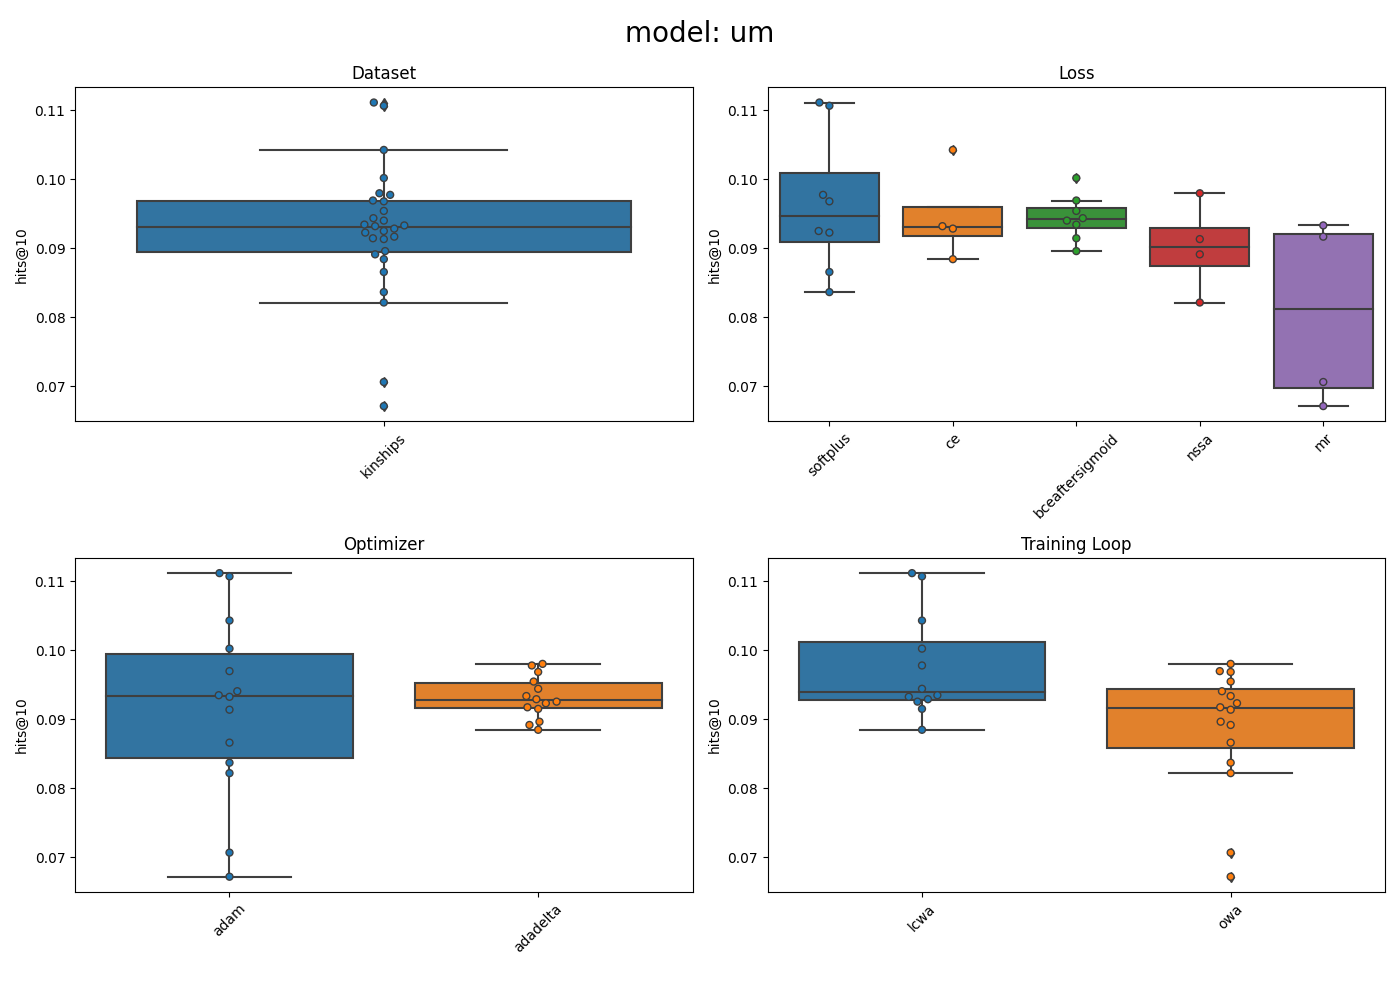 model: um
Dataset
Loss
0.11
0.10
0.09
0.08
0.07
hits@10
kinships
0.11
0.10
0.09
0.08
0.07
hits@10
softplus
ce
bceaftersigmoid
nssa
mr
Optimizer
Training Loop
0.11
0.10
0.09
0.08
0.07
hits@10
adam
adadelta
0.11
0.10
0.09
0.08
0.07
hits@10
lcwa
owa